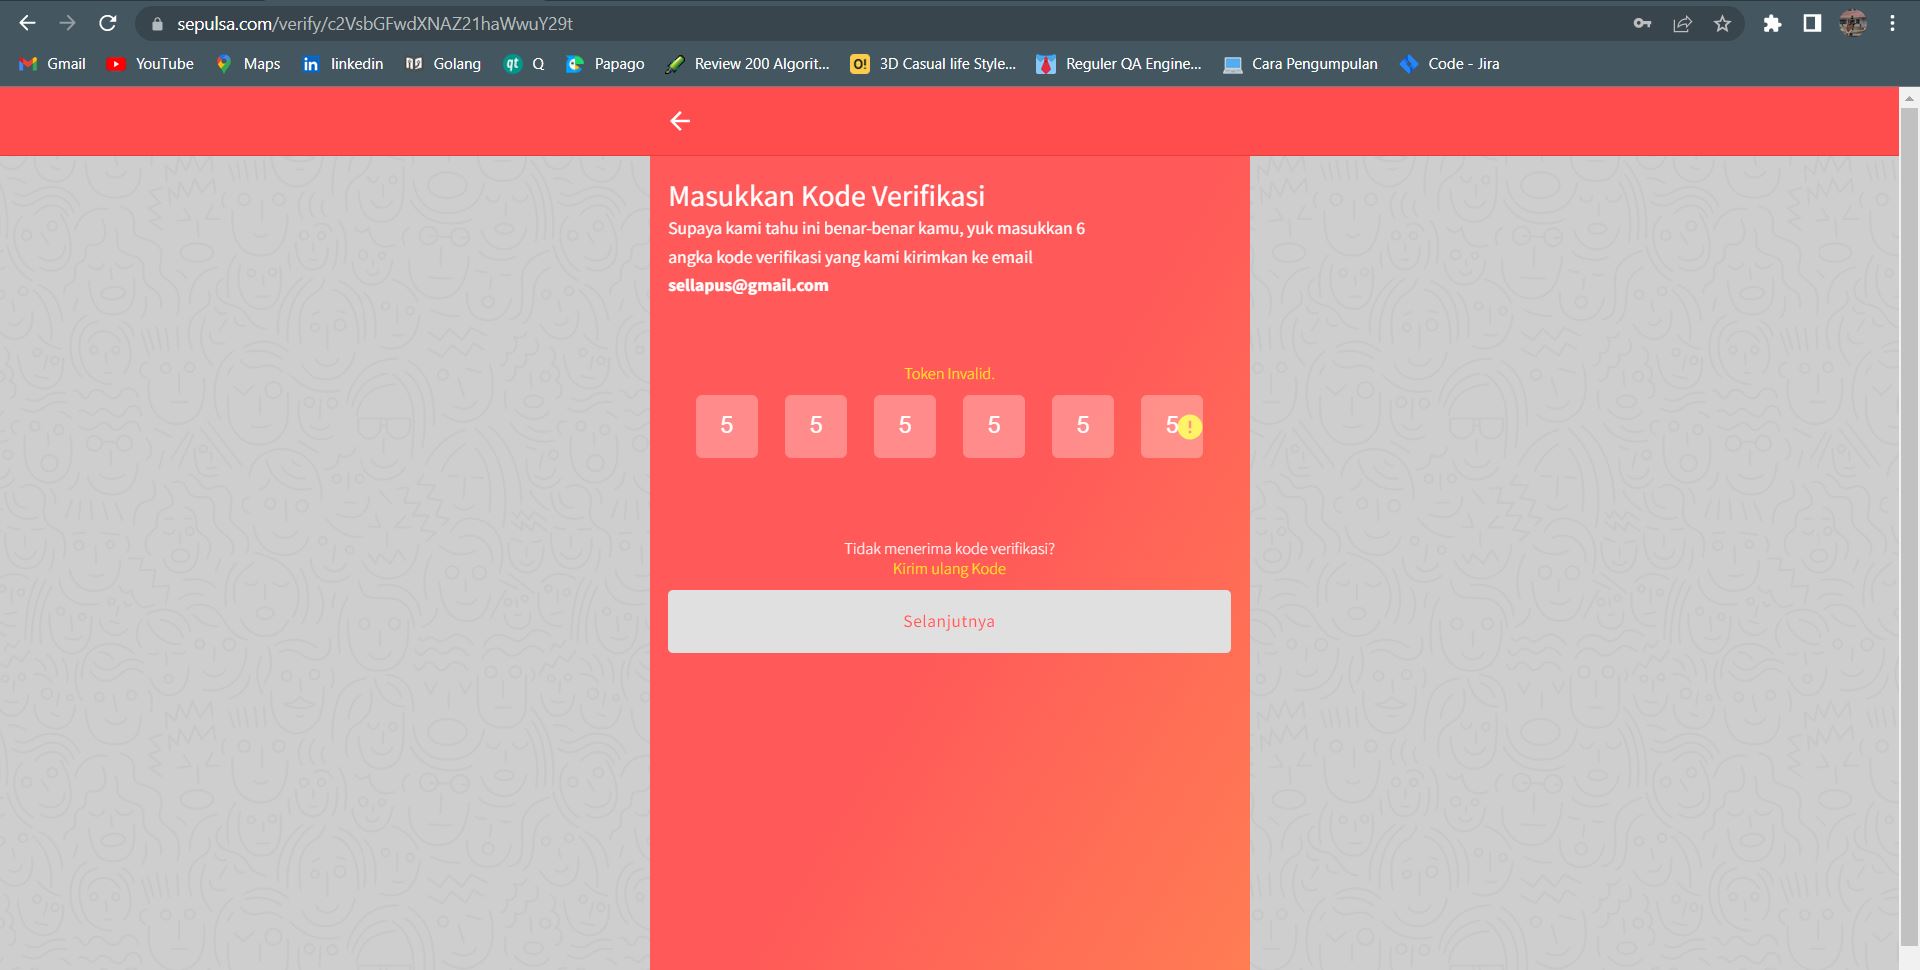 sepulsa.com/verify/c2VsbGFwdXNAZ21haWwuY29t
Gmail YouTube Maps linkedin Golang Q Papago Review 200 Algorit... 3D Casual life Style... Reguler QA Engine... Cara Pengumpulan Code - Jira
Masukkan Kode Verifikasi
Supaya kami tahu ini benar-benar kamu, yuk masukkan 6
angka kode verifikasi yang kami kirimkan ke email
sellapus@gmail.com
Token Invalid.
5 5 5 5 5 5 !
Tidak menerima kode verifikasi?
Kirim ulang Kode
Selanjutnya